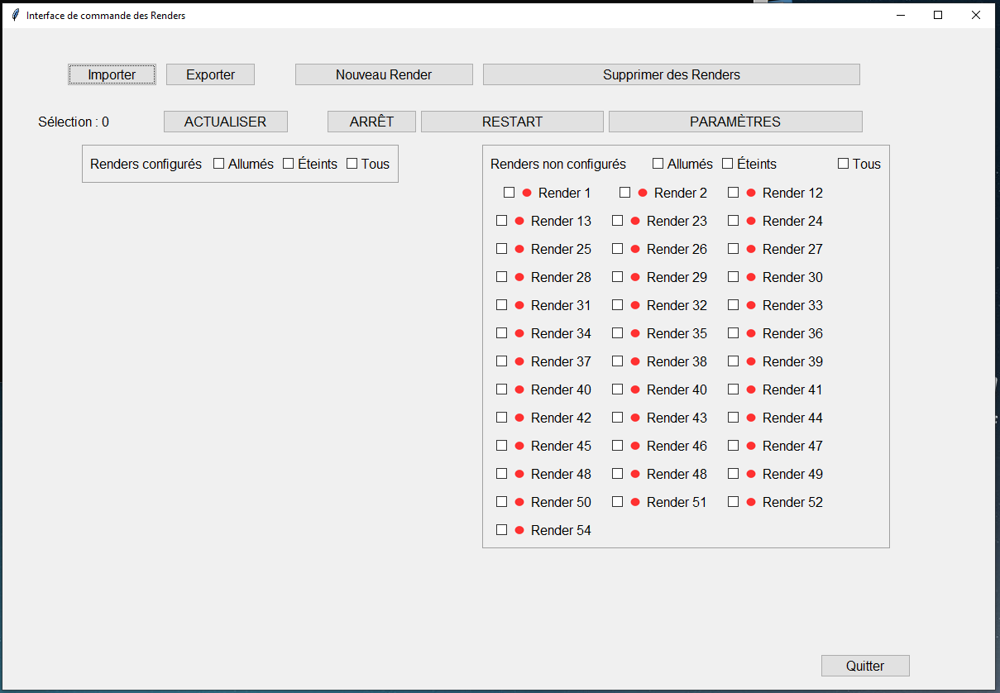 Interface de commande des Renders
Importer Exporter Nouveau Render Supprimer des Renders
Sélection : 0 ACTUALISER ARRÊT RESTART PARAMÈTRES
Renders configurés Allumés Éteints Tous
Renders non configurés Allumés Éteints Tous
Render 1 Render 2 Render 12
Render 13 Render 23 Render 24
Render 25 Render 26 Render 27
Render 28 Render 29 Render 30
Render 31 Render 32 Render 33
Render 34 Render 35 Render 36
Render 37 Render 38 Render 39
Render 40 Render 40 Render 41
Render 42 Render 43 Render 44
Render 45 Render 46 Render 47
Render 48 Render 48 Render 49
Render 50 Render 51 Render 52
Render 54
Quitter